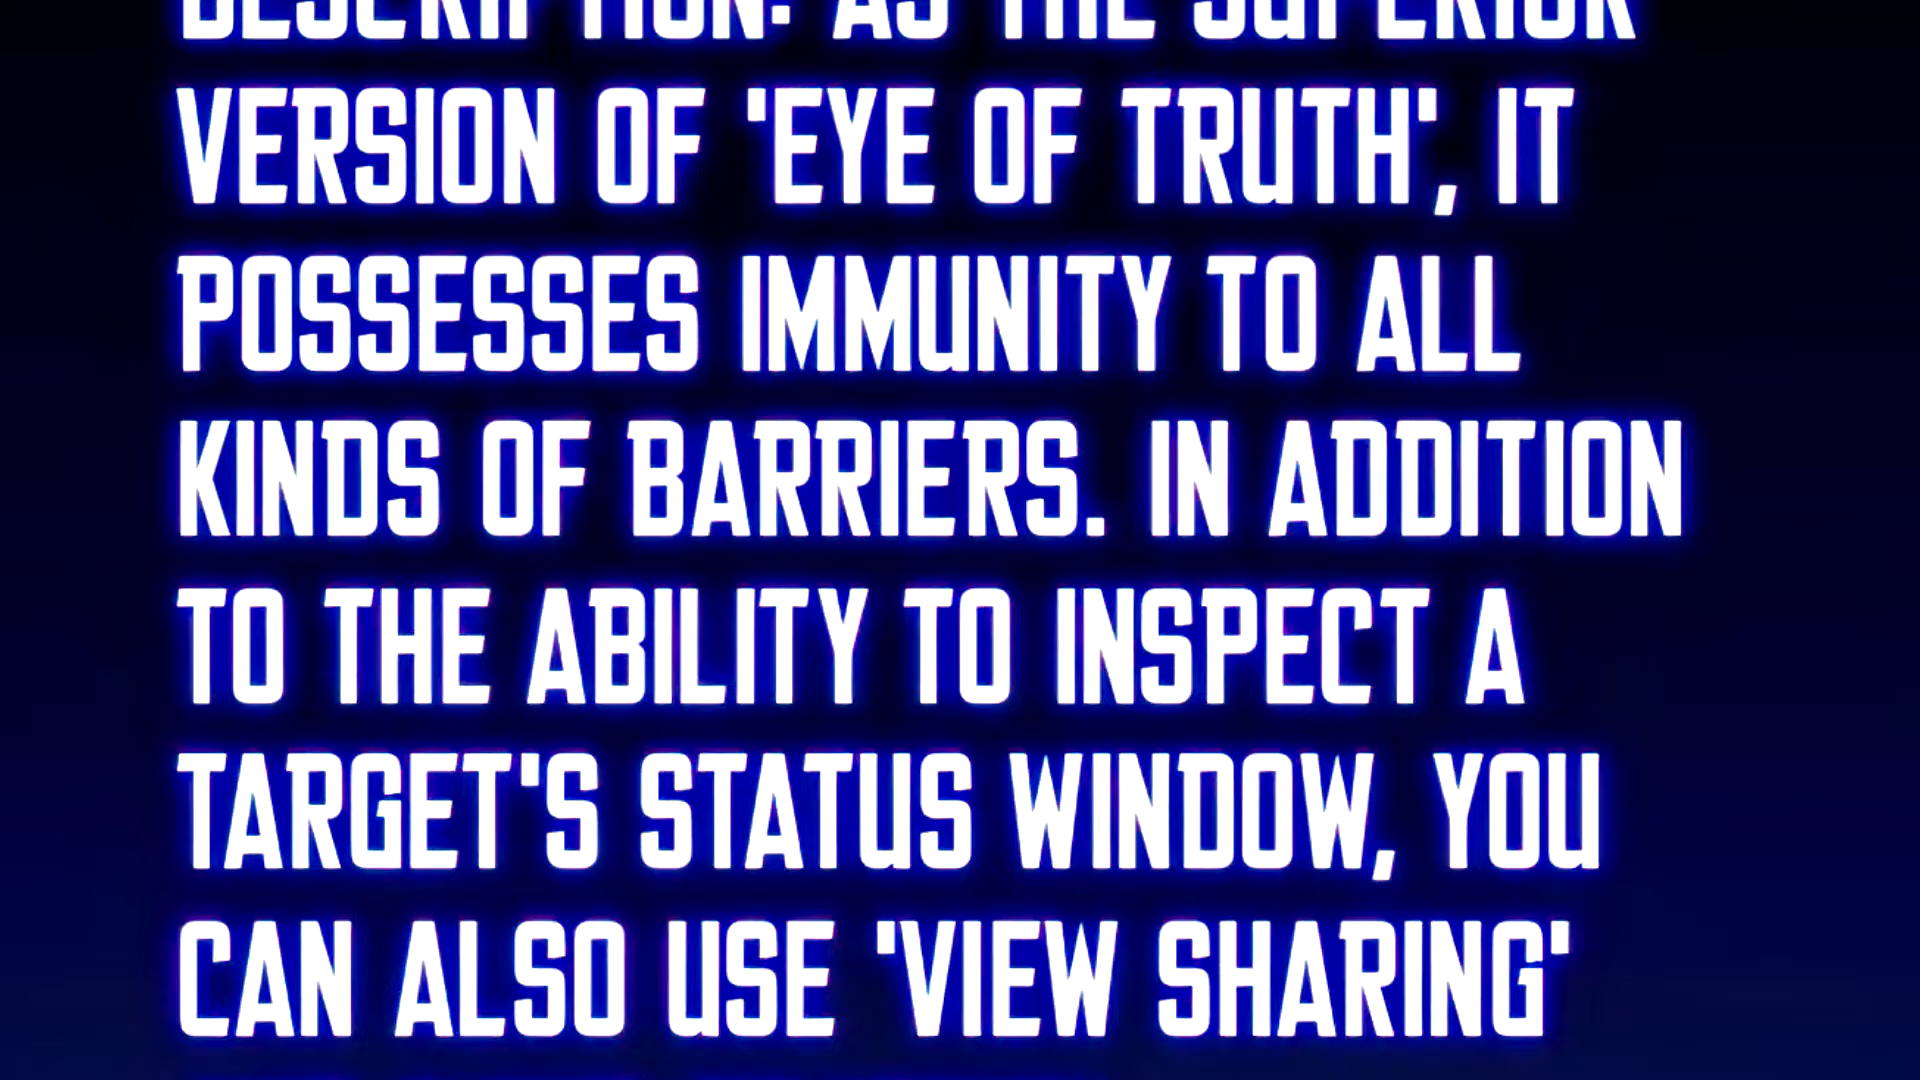 DESCRIPTION: AS THE SUPERIOR
VERSION OF 'EYE OF TRUTH', IT
POSSESSES IMMUNITY TO ALL
KINDS OF BARRIERS. IN ADDITION
TO THE ABILITY TO INSPECT A
TARGET'S STATUS WINDOW, YOU
CAN ALSO USE 'VIEW SHARING'